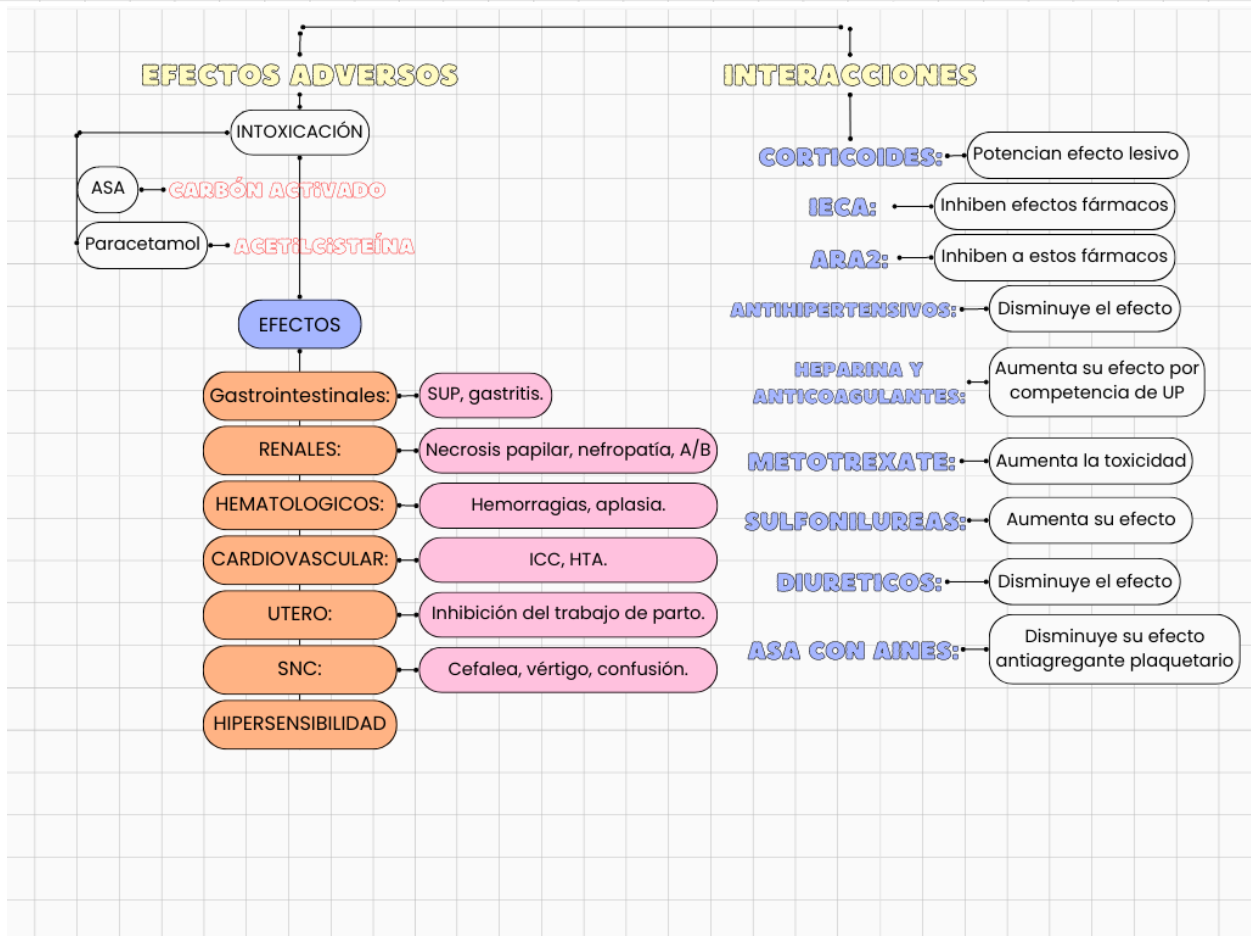 EFECTOS ADVERSOS
INTOXICACIÓN
ASA
CARBÓN ACTIVADO
Paracetamol
ACETILCISTEÍNA
EFECTOS
Gastrointestinales:
SUP, gastritis.
RENALES:
Necrosis papilar, nefropatía, A/B
HEMATOLOGICOS:
Hemorragias, aplasia.
CARDIOVASCULAR:
ICC, HTA.
UTERO:
Inhibición del trabajo de parto.
SNC:
Cefalea, vértigo, confusión.
HIPERSENSIBILIDAD
INTERACCIONES
CORTICOIDES:
Potencian efecto lesivo
IECA:
Inhiben efectos fármacos
ARA2:
Inhiben a estos fármacos
ANTIHIPERTENSIVOS:
Disminuye el efecto
HEPARINA Y
ANTICOAGULANTES:
Aumenta su efecto por
competencia de UP
METOTREXATE:
Aumenta la toxicidad
SULFONILUREAS:
Aumenta su efecto
DIURETICOS:
Disminuye el efecto
ASA CON AINES:
Disminuye su efecto
antiagregante plaquetario